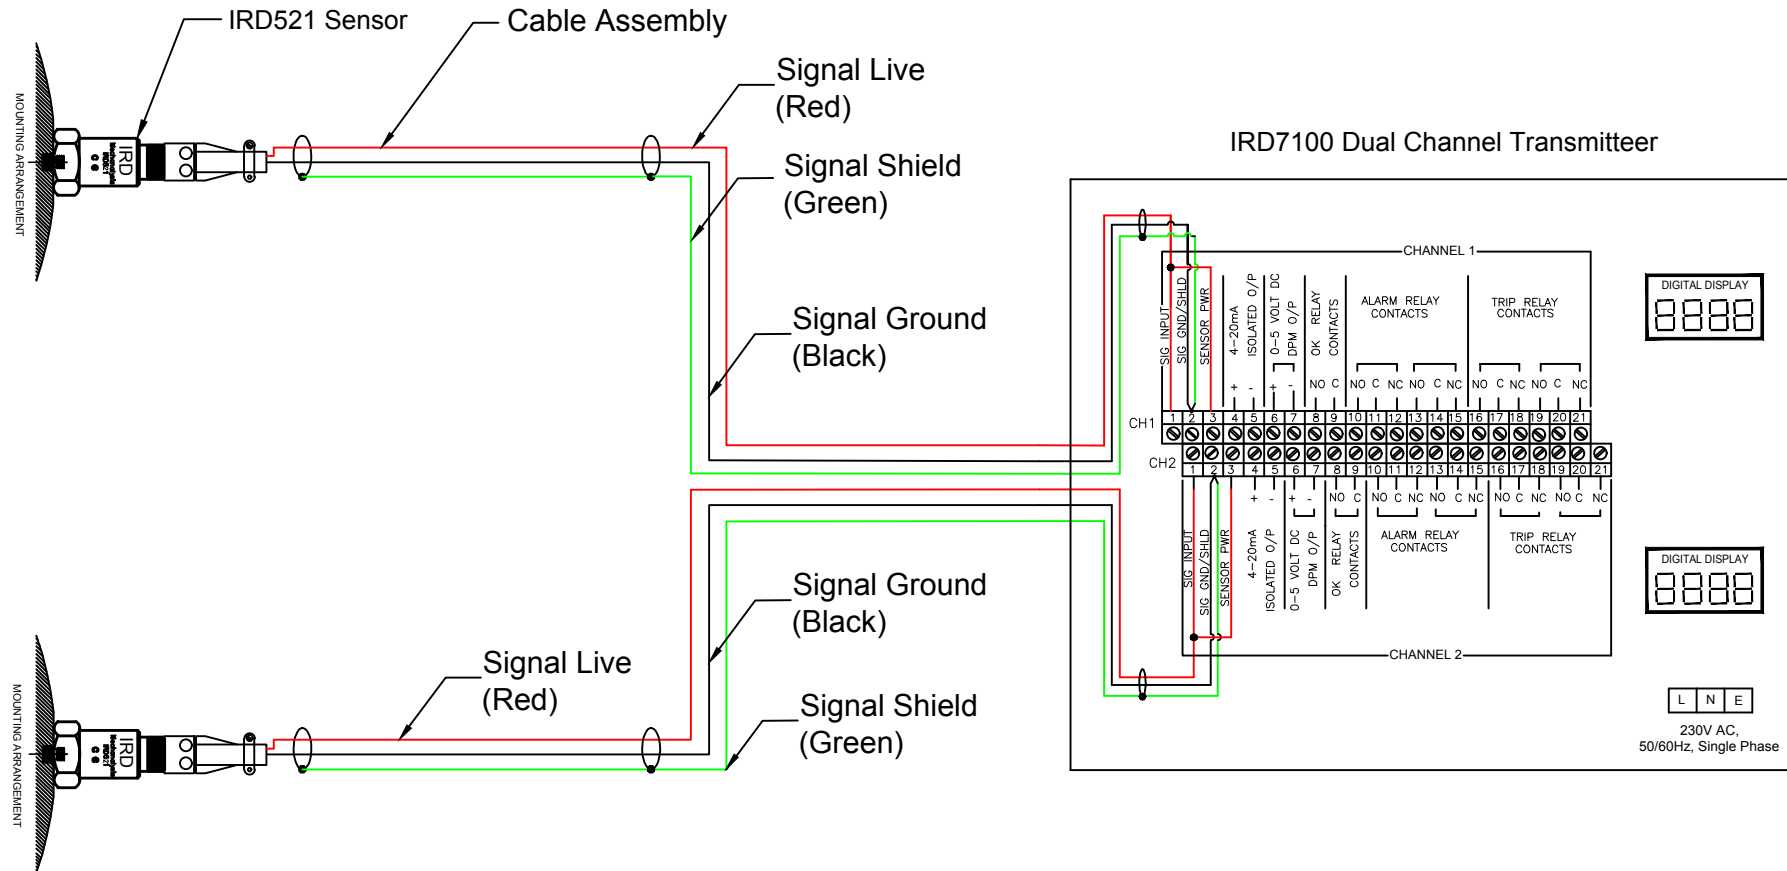 IRD521 Sensor
Cable Assembly
Signal Live
(Red)
Signal Shield
(Green)
Signal Ground
(Black)
MOUNTING ARRANGEMENT
IRD
IRD521
IRD7100 Dual Channel Transmitteer
CHANNEL 1
SIG INPUT
SIG GND/SHLD
SENSOR PWR
4-20mA
ISOLATED O/P
0-5 VOLT DC
DPM O/P
OK RELAY
CONTACTS
ALARM RELAY
CONTACTS
TRIP RELAY
CONTACTS
+ - + - NO C NO C NC NO C NC NO C NC NO C NC
CH1
1 2 3 4 5 6 7 8 9 10 11 12 13 14 15 16 17 18 19 20 21
CH2
1 2 3 4 5 6 7 8 9 10 11 12 13 14 15 16 17 18 19 20 21
+ - + - NO C NO C NC NO C NC NO C NC NO C NC
SIG INPUT
SIG GND/SHLD
SENSOR PWR
4-20mA
ISOLATED O/P
0-5 VOLT DC
DPM O/P
OK RELAY
CONTACTS
ALARM RELAY
CONTACTS
TRIP RELAY
CONTACTS
CHANNEL 2
DIGITAL DISPLAY
8888
DIGITAL DISPLAY
8888
L N E
230V AC,
50/60Hz, Single Phase
Signal Ground
(Black)
Signal Live
(Red)
Signal Shield
(Green)
MOUNTING ARRANGEMENT
IRD
IRD521